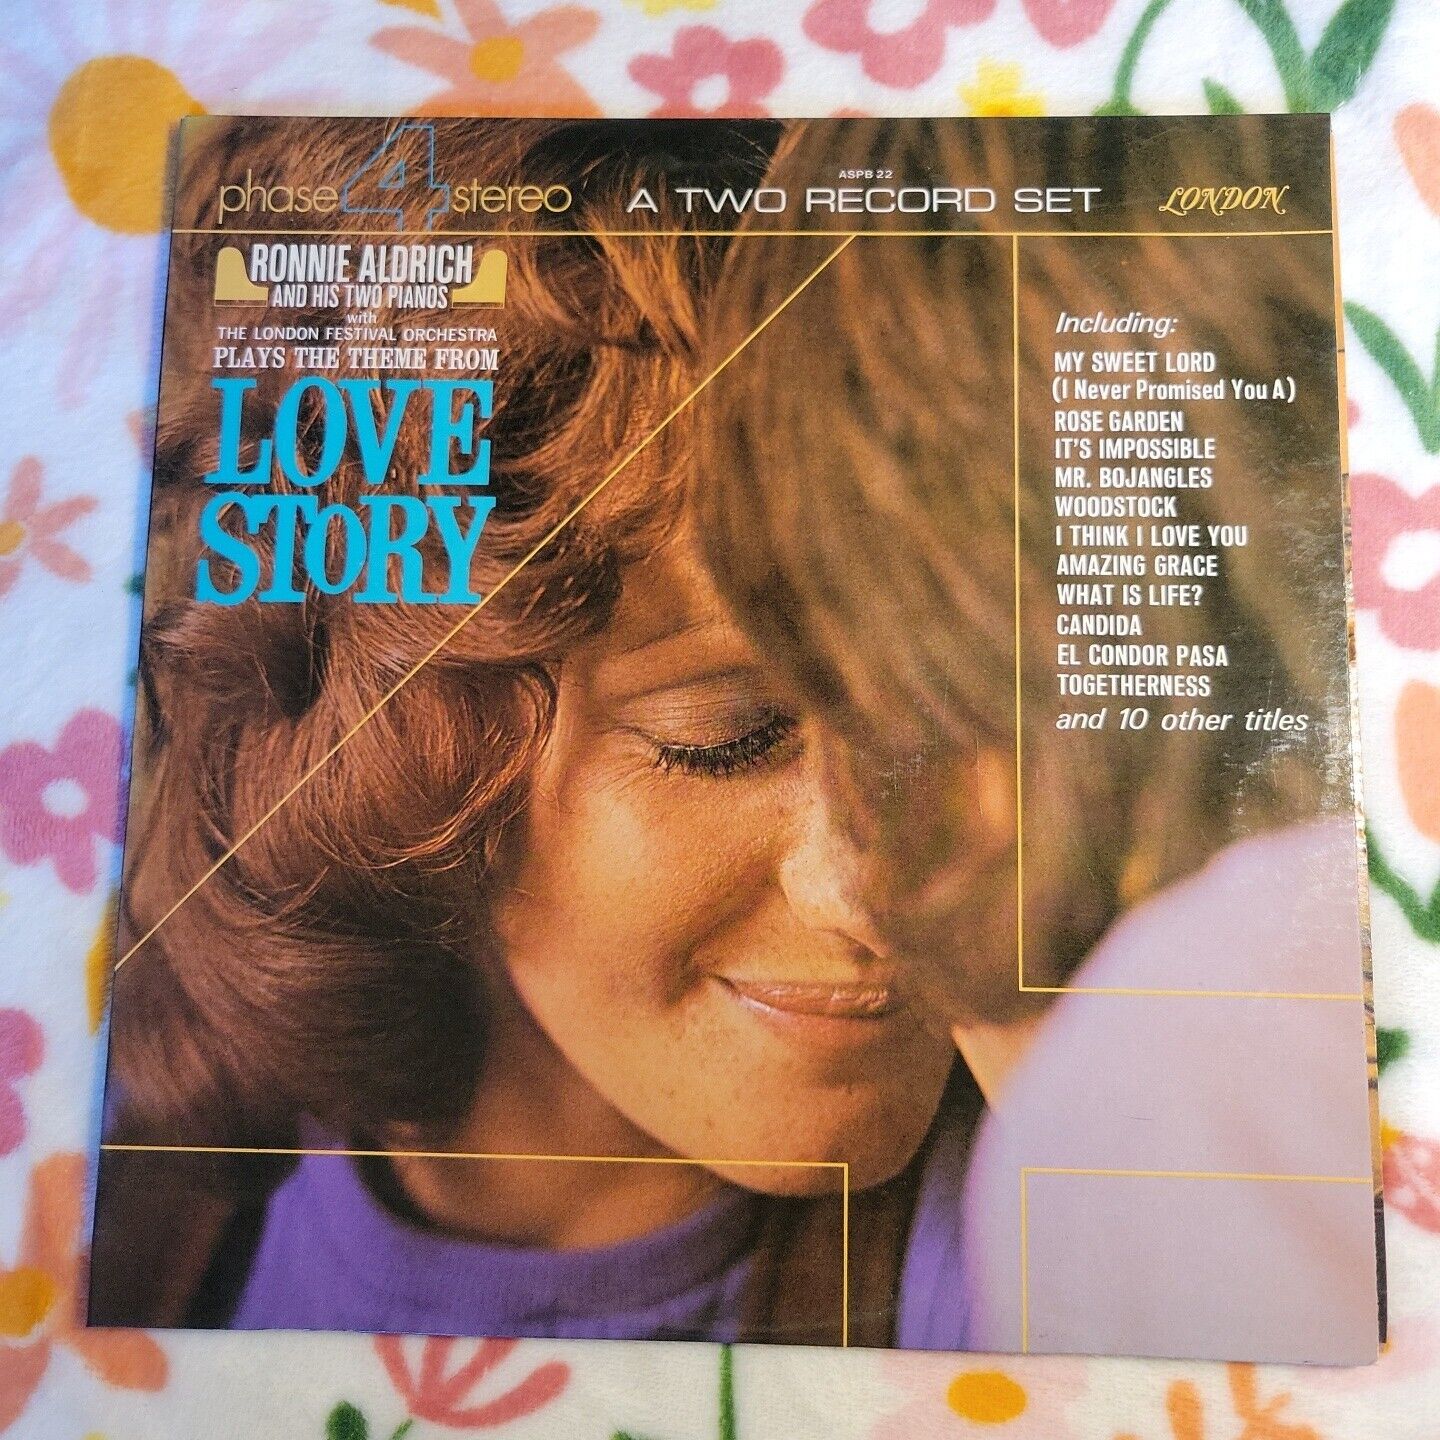 phase 4 stereo
ASPB 22
A TWO RECORD SET
LONDON
RONNIE ALDRICH
AND HIS TWO PIANOS
with
THE LONDON FESTIVAL ORCHESTRA
PLAYS THE THEME FROM
LOVE
STORY
Including:
MY SWEET LORD
(I Never Promised You A)
ROSE GARDEN
IT'S IMPOSSIBLE
MR. BOJANGLES
WOODSTOCK
I THINK I LOVE YOU
AMAZING GRACE
WHAT IS LIFE?
CANDIDA
EL CONDOR PASA
TOGETHERNESS
and 10 other titles